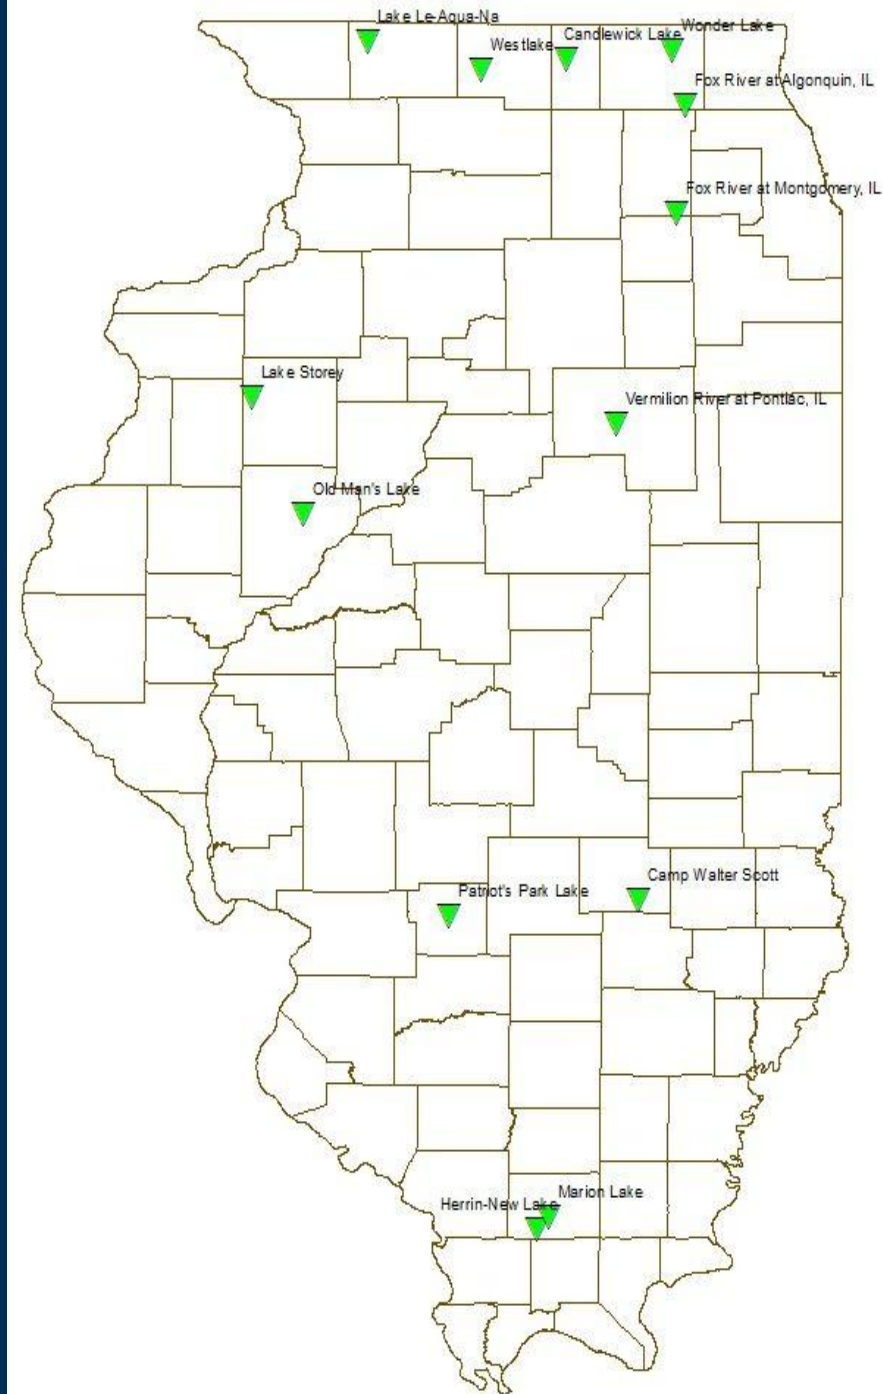 Lake Le-Aqua-Na
Wonder Lake
Candlewick Lake
Westlake
Fox River at Algonquin, IL
Fox River at Montgomery, IL
Lake Storey
Vermilion River at Pontiac, IL
Old Man's Lake
Camp Walter Scott
Patriot's Park Lake
Marion Lake
Herrin-New Lake